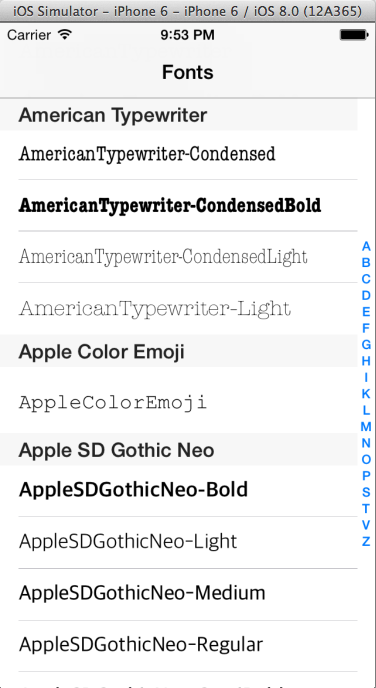 iOS Simulator - iPhone 6 - iPhone 6 / iOS 8.0 (12A365)
Carrier 9:53 PM
Fonts
American Typewriter
AmericanTypewriter-Condensed
AmericanTypewriter-CondensedBold
AmericanTypewriter-CondensedLight
AmericanTypewriter-Light
Apple Color Emoji
AppleColorEmoji
Apple SD Gothic Neo
AppleSDGothicNeo-Bold
AppleSDGothicNeo-Light
AppleSDGothicNeo-Medium
AppleSDGothicNeo-Regular
A
B
C
D
E
F
G
H
I
K
L
M
N
O
P
S
T
V
Z